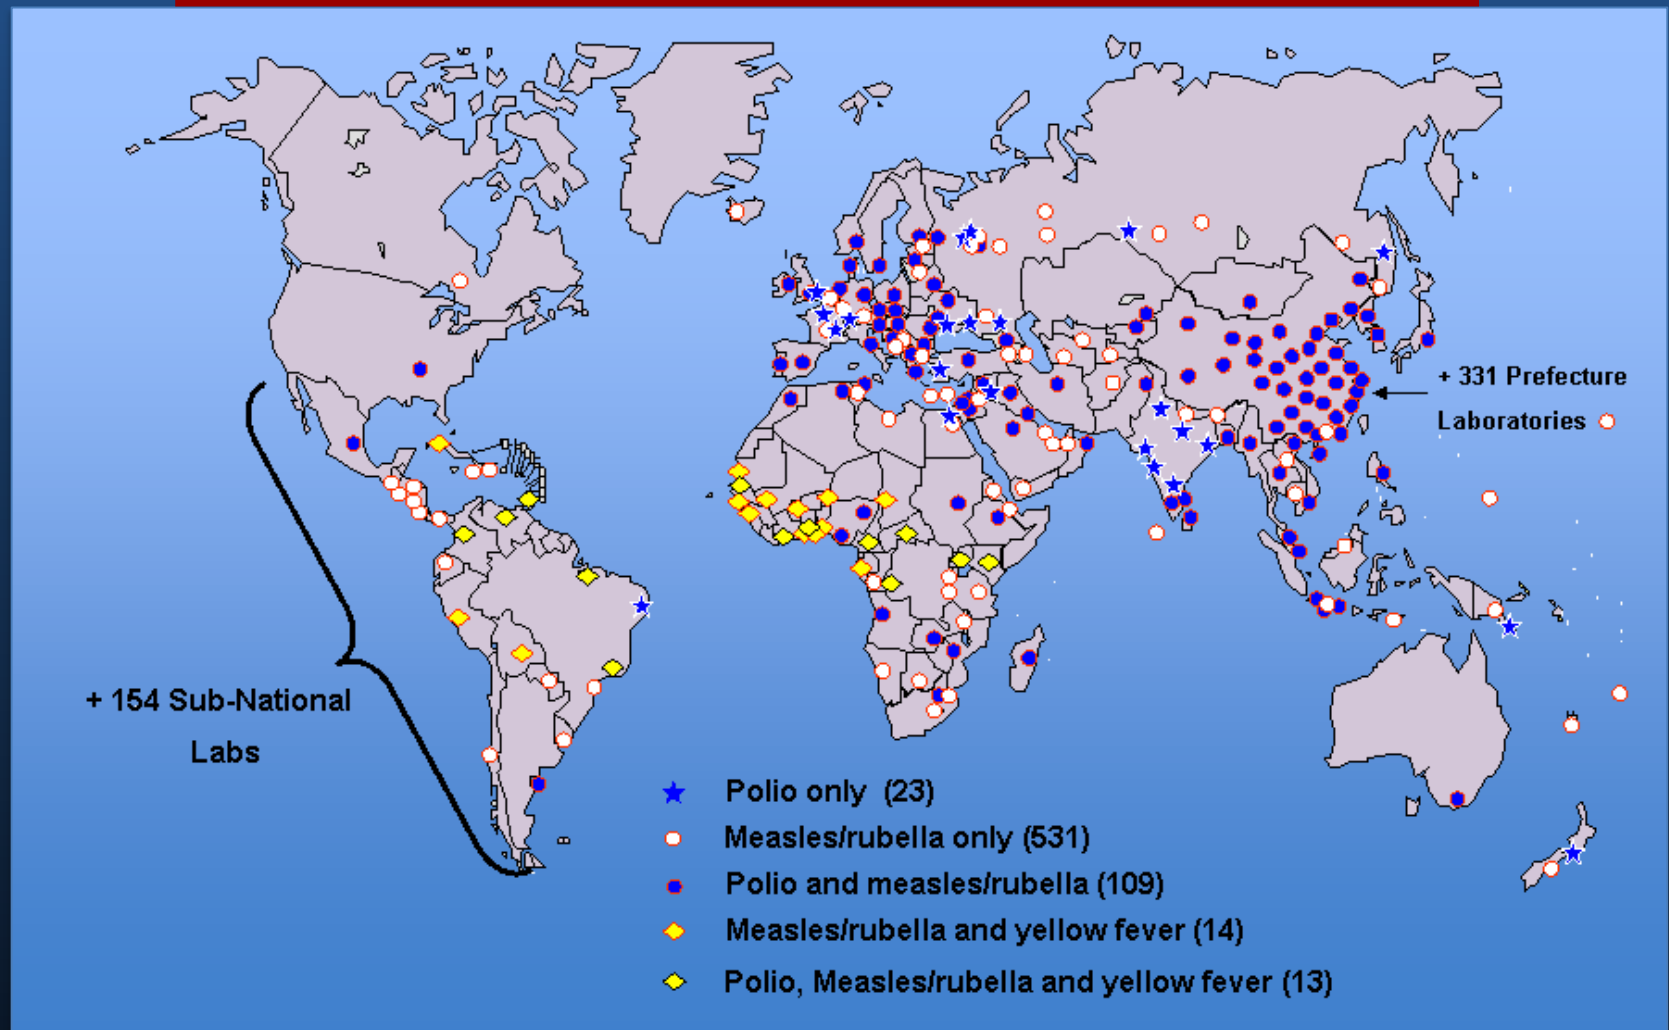 + 331 Prefecture
Laboratories
+ 154 Sub-National
Labs
Polio only (23)
Measles/rubella only (531)
Polio and measles/rubella (109)
Measles/rubella and yellow fever (14)
Polio, Measles/rubella and yellow fever (13)